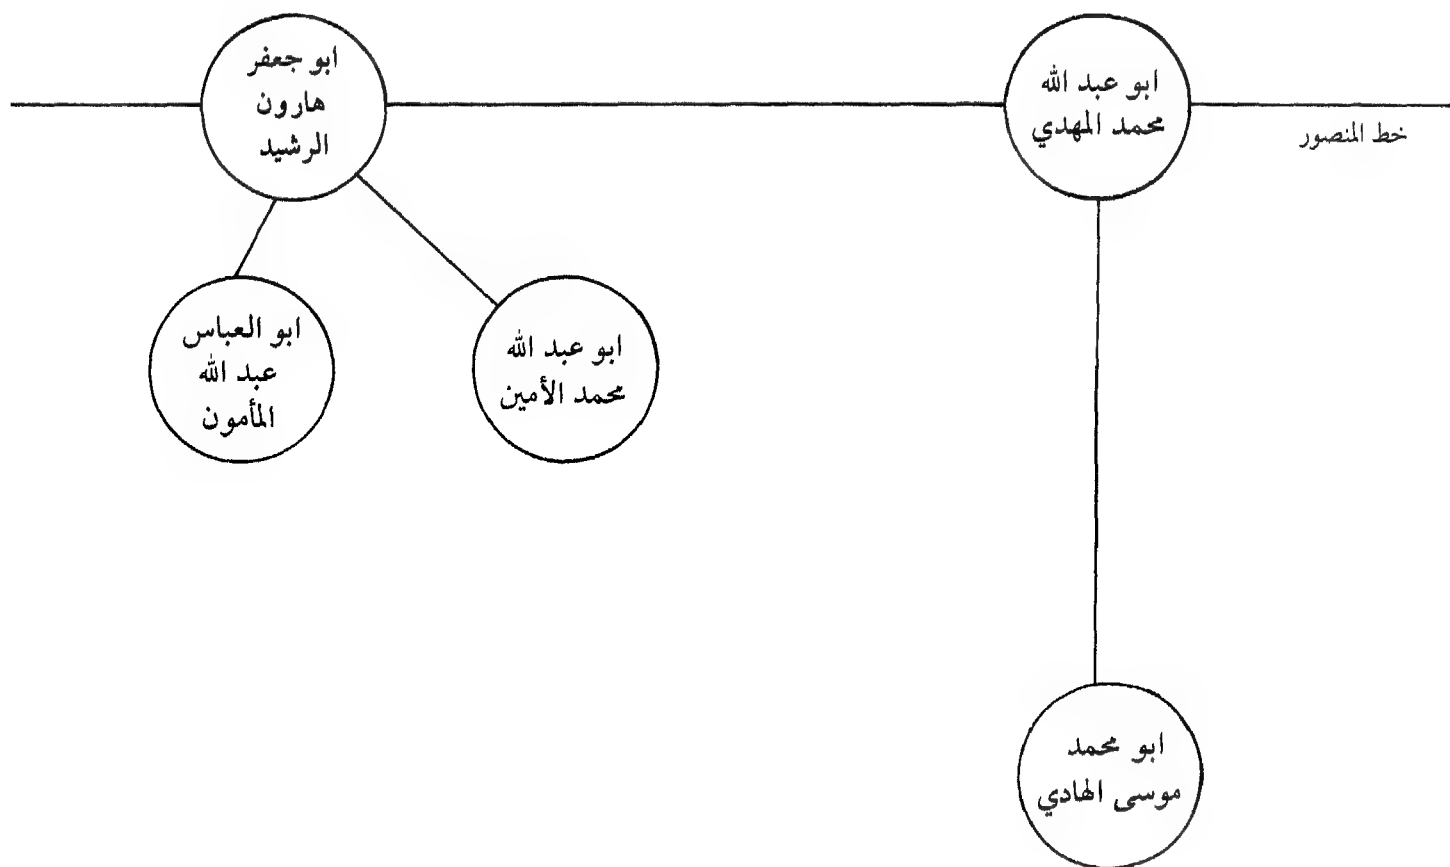 ابو عبد الله
محمد المهدي
خط المنصور
ابو جعفر
هارون
الرشيد
ابو عبد الله
محمد الأمين
ابو العباس
عبد الله
المأمون
ابو محمد
موسى الهادي